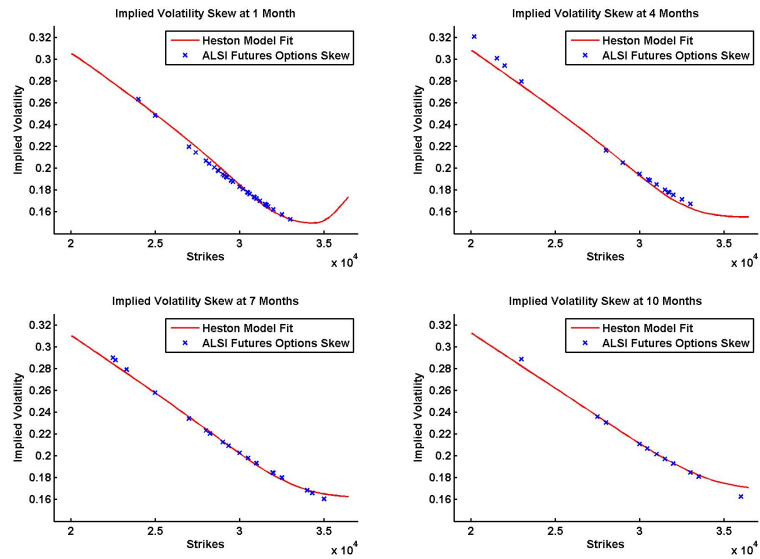 Implied Volatility Skew at 1 Month
Implied Volatility
0.32
0.3
0.28
0.26
0.24
0.22
0.2
0.18
0.16
Heston Model Fit
ALSI Futures Options Skew
2
2.5
3
3.5
Strikes
x 10^4
Implied Volatility Skew at 4 Months
Implied Volatility
0.32
0.3
0.28
0.26
0.24
0.22
0.2
0.18
0.16
Heston Model Fit
ALSI Futures Options Skew
2
2.5
3
3.5
Strikes
x 10^4
Implied Volatility Skew at 7 Months
Implied Volatility
0.32
0.3
0.28
0.26
0.24
0.22
0.2
0.18
0.16
Heston Model Fit
ALSI Futures Options Skew
2
2.5
3
3.5
Strikes
x 10^4
Implied Volatility Skew at 10 Months
Implied Volatility
0.32
0.3
0.28
0.26
0.24
0.22
0.2
0.18
0.16
Heston Model Fit
ALSI Futures Options Skew
2
2.5
3
3.5
Strikes
x 10^4